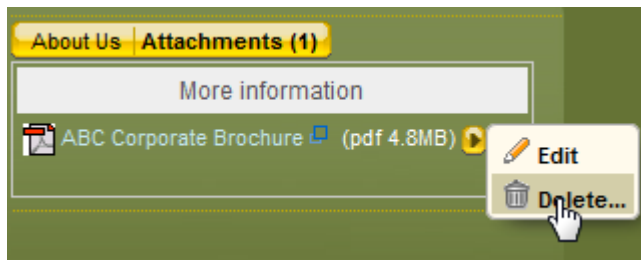 About Us Attachments (1)
More information
ABC Corporate Brochure (pdf 4.8MB)
Edit
Delete...